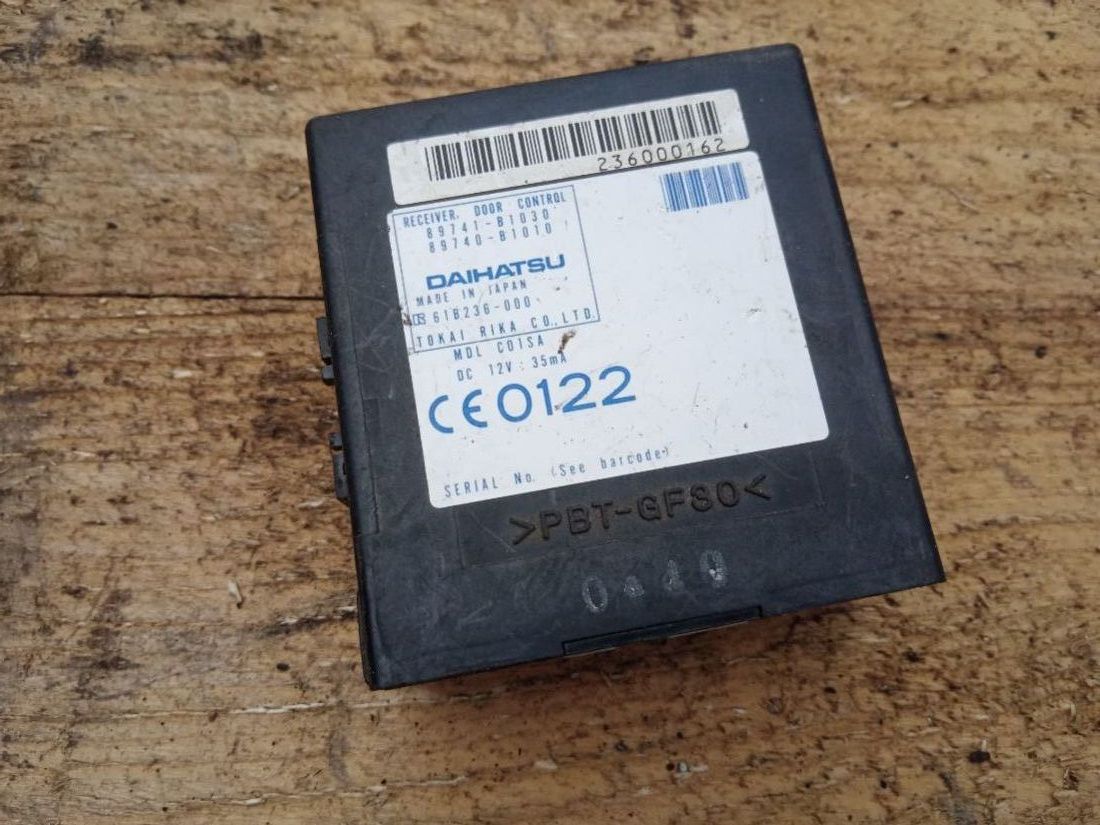 236000162
RECEIVER, DOOR CONTROL
89741-B1030
89740-B1010
DAIHATSU
MADE IN JAPAN
61B236-000
TOKAI RIKA CO.,LTD.
MDL C01SA
DC 12V : 35mA
CE0122
SERIAL No. (See barcode)
>PBT-GF30<